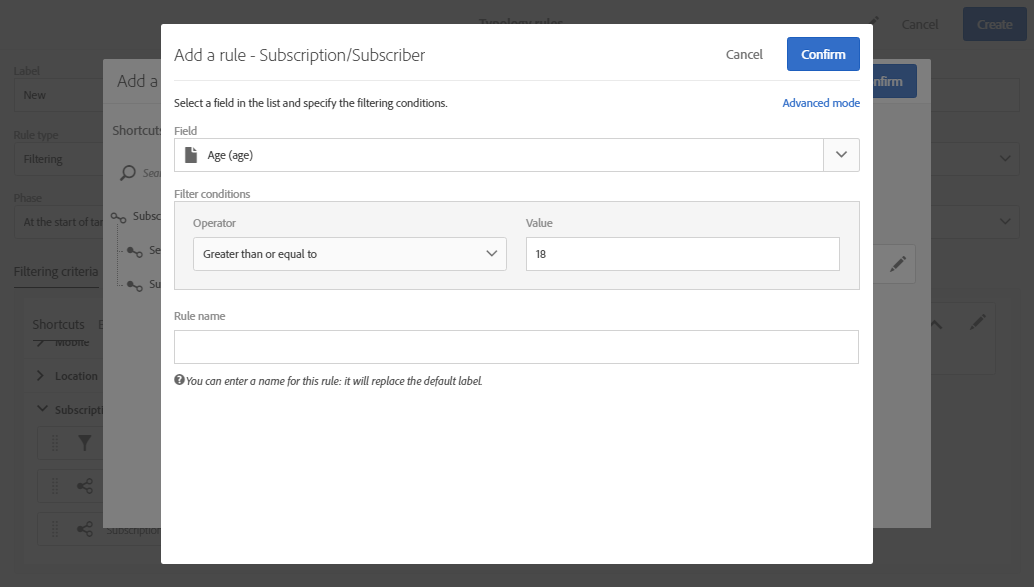 Typology rules
Cancel
Create
Add a rule - Subscription/Subscriber
Cancel
Confirm
Label
New
Add a
nfirm
Select a field in the list and specify the filtering conditions.
Advanced mode
Rule type
Filtering
Shortcuts
Field
Age (age)
Sea
Phase
At the start of tar
Subsc
Filter conditions
Operator
Value
Greater than or equal to
18
Se
Su
Filtering criteria
Rule name
You can enter a name for this rule: it will replace the default label.
Shortcuts
E
Mobile
Location
Subscripti
Subscription